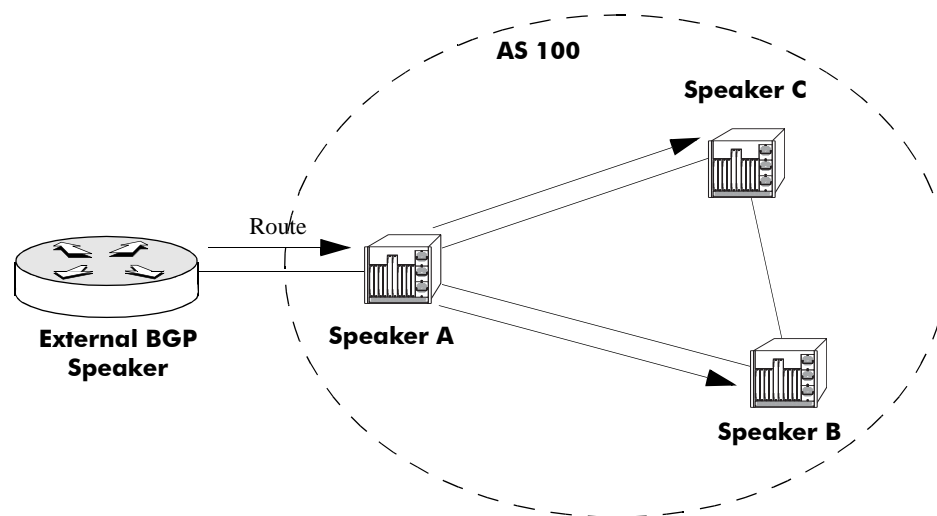 AS 100
Speaker C
Route
External BGP
Speaker
Speaker A
Speaker B